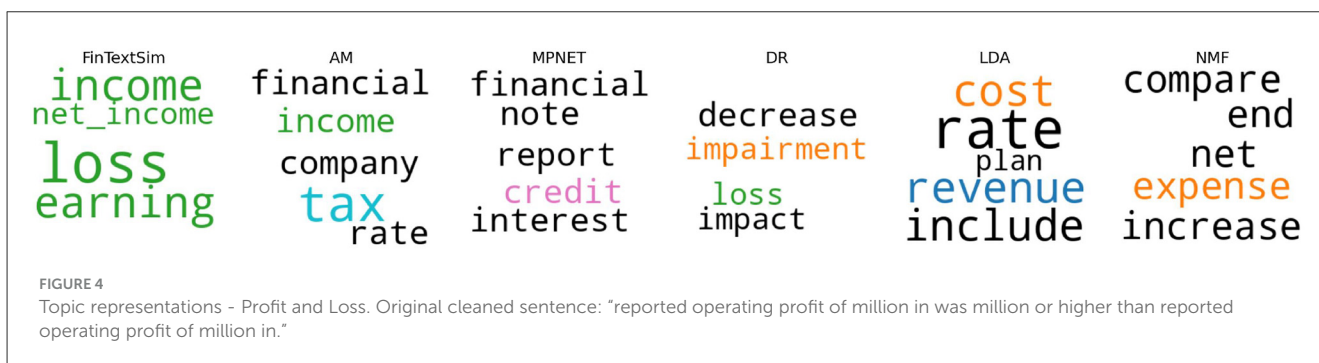 FinTextSim
income
net_income
loss
earning
AM
financial
income
company
tax
rate
MPNET
financial
note
report
credit
interest
DR
decrease
impairment
loss
impact
LDA
cost
rate
plan
revenue
include
NMF
compare
end
net
expense
increase
FIGURE 4
Topic representations - Profit and Loss. Original cleaned sentence: “reported operating profit of million in was million or higher than reported
operating profit of million in.”